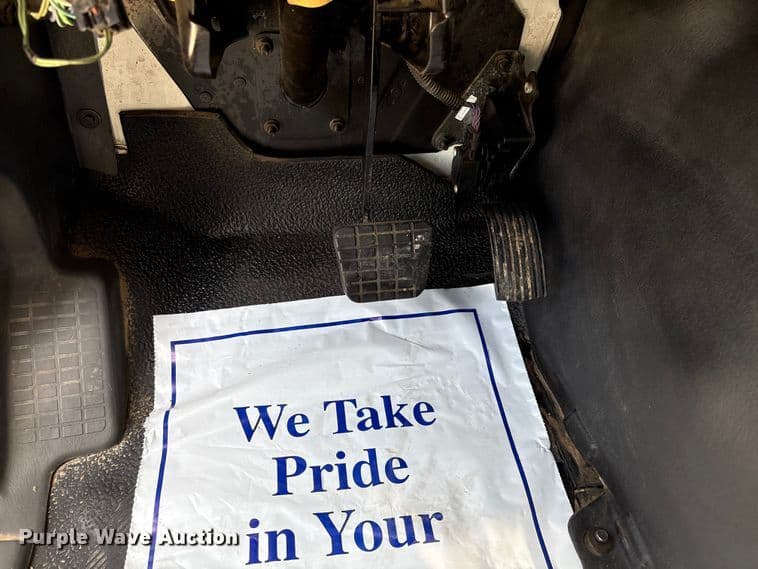 We Take
Pride
in Your
Purple Wave Auction